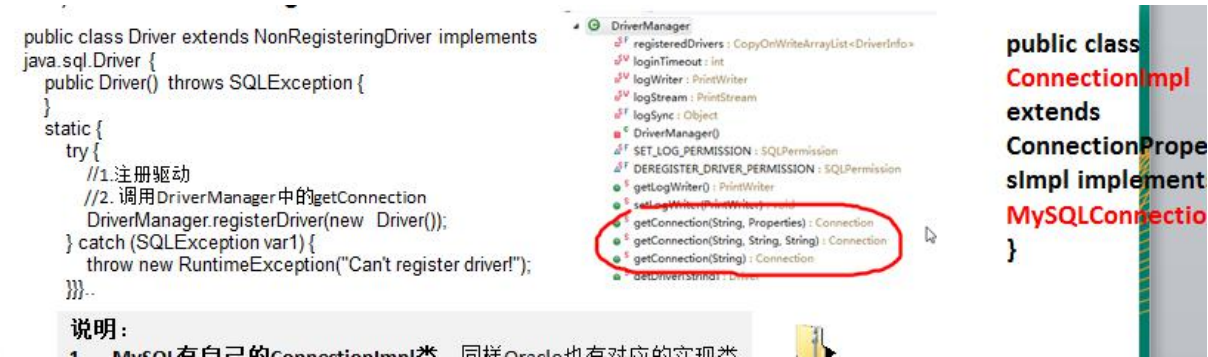 public class Driver extends NonRegisteringDriver implements
java.sql.Driver {
public Driver() throws SQLException {
}
static {
try {
//1.注册驱动
//2. 调用DriverManager中的getConnection
DriverManager.registerDriver(new Driver());
} catch (SQLException var1) {
throw new RuntimeException("Can't register driver!");
}}}..
说明：
1. MySQL有自己的ConnectionImpl类，同样Oracle也有对应的实现类
DriverManager
registeredDrivers : CopyOnWriteArrayList<DriverInfo>
loginTimeout : int
logWriter : PrintWriter
logStream : PrintStream
logSync : Object
DriverManager()
SET_LOG_PERMISSION : SQLPermission
DEREGISTER_DRIVER_PERMISSION : SQLPermission
getLogWriter() : PrintWriter
setLogWriter(PrintWriter) : void
getConnection(String, Properties) : Connection
getConnection(String, String, String) : Connection
getConnection(String) : Connection
getDriver(String) : Driver
public class
ConnectionImpl
extends
ConnectionPrope
sImpl implement
MySQLConnectio
}